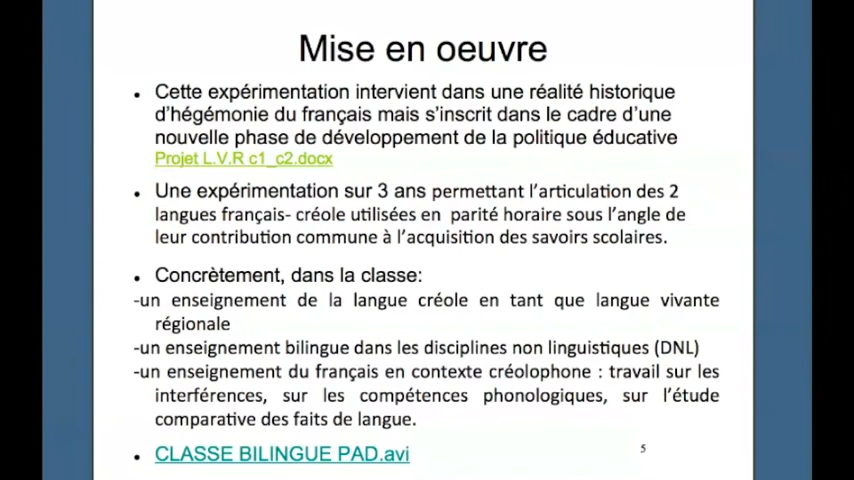 Mise en oeuvre
• Cette expérimentation intervient dans une réalité historique
d'hégémonie du français mais s'inscrit dans le cadre d'une
nouvelle phase de développement de la politique éducative
Projet L.V.R c1_c2.docx
• Une expérimentation sur 3 ans permettant l'articulation des 2
langues français- créole utilisées en parité horaire sous l'angle de
leur contribution commune à l'acquisition des savoirs scolaires.
• Concrètement, dans la classe:
-un enseignement de la langue créole en tant que langue vivante
régionale
-un enseignement bilingue dans les disciplines non linguistiques (DNL)
-un enseignement du français en contexte créolophone : travail sur les
interférences, sur les compétences phonologiques, sur l'étude
comparative des faits de langue.
• CLASSE BILINGUE PAD.avi
5